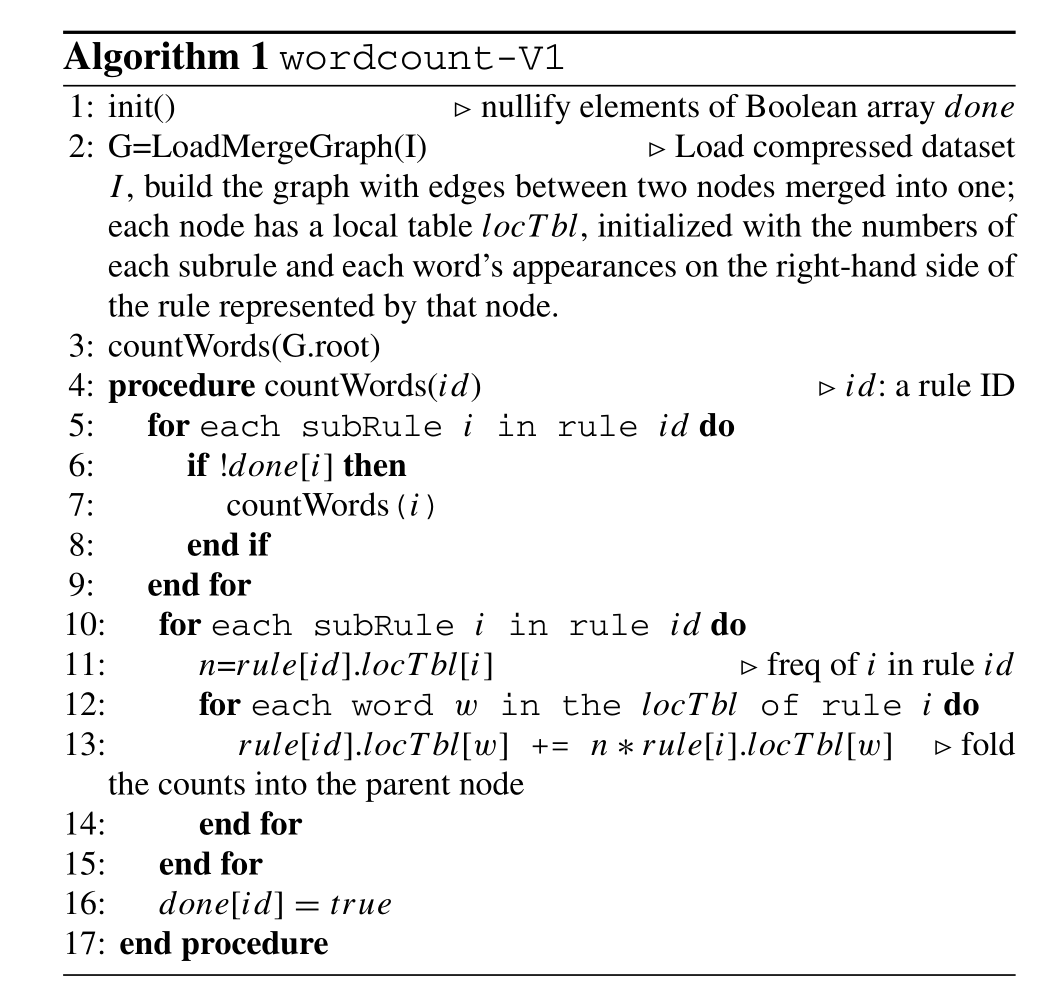 Algorithm 1 wordcount-V1
1: init() ▹ nullify elements of Boolean array done
2: G=LoadMergeGraph(I) ▹ Load compressed dataset
I, build the graph with edges between two nodes merged into one;
each node has a local table locTbl, initialized with the numbers of
each subrule and each word's appearances on the right-hand side of
the rule represented by that node.
3: countWords(G.root)
4: procedure countWords(id) ▹ id: a rule ID
5: for each subRule i in rule id do
6: if !done[i] then
7: countWords(i)
8: end if
9: end for
10: for each subRule i in rule id do
11: n=rule[id].locTbl[i] ▹ freq of i in rule id
12: for each word w in the locTbl of rule i do
13: rule[id].locTbl[w] += n ∗ rule[i].locTbl[w] ▹ fold
the counts into the parent node
14: end for
15: end for
16: done[id] = true
17: end procedure